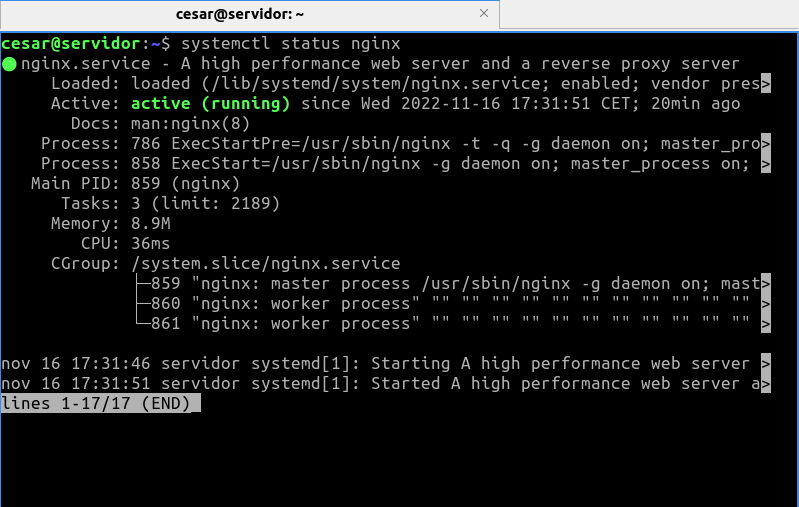 cesar@servidor: ~
cesar@servidor:~$ systemctl status nginx
● nginx.service - A high performance web server and a reverse proxy server
Loaded: loaded (/lib/systemd/system/nginx.service; enabled; vendor pres>
Active: active (running) since Wed 2022-11-16 17:31:51 CET; 20min ago
Docs: man:nginx(8)
Process: 786 ExecStartPre=/usr/sbin/nginx -t -q -g daemon on; master_pro>
Process: 858 ExecStart=/usr/sbin/nginx -g daemon on; master_process on; >
Main PID: 859 (nginx)
Tasks: 3 (limit: 2189)
Memory: 8.9M
CPU: 36ms
CGroup: /system.slice/nginx.service
├─859 "nginx: master process /usr/sbin/nginx -g daemon on; mast>
├─860 "nginx: worker process" "" "" "" "" "" "" "" "" "" "" "" >
└─861 "nginx: worker process" "" "" "" "" "" "" "" "" "" "" "" >
nov 16 17:31:46 servidor systemd[1]: Starting A high performance web server >
nov 16 17:31:51 servidor systemd[1]: Started A high performance web server a>
lines 1-17/17 (END)